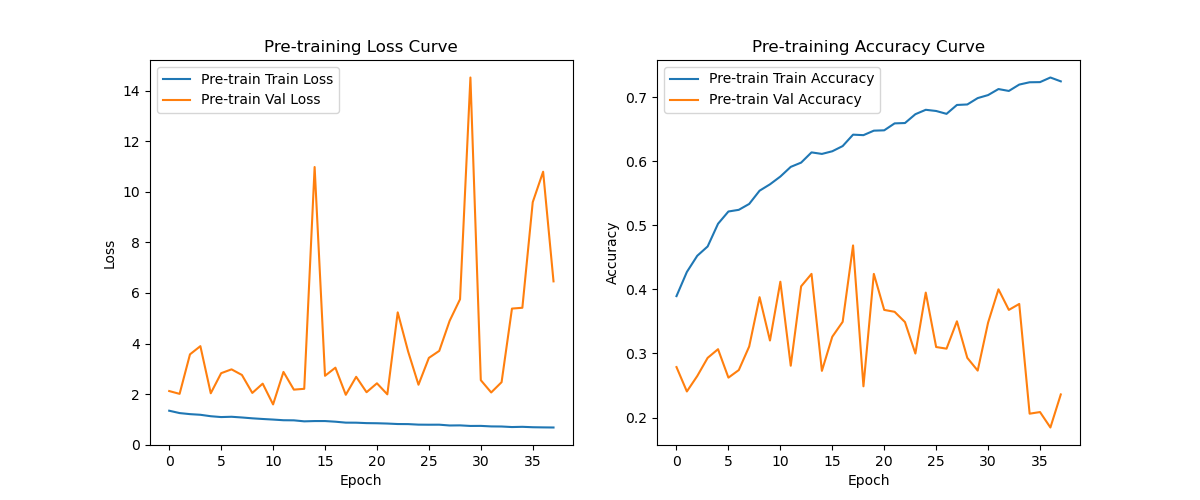 Pre-training Loss Curve
Pre-train Train Loss
Pre-train Val Loss
14
12
10
8
6
4
2
0
Loss
0 5 10 15 20 25 30 35
Epoch
Pre-training Accuracy Curve
Pre-train Train Accuracy
Pre-train Val Accuracy
0.7
0.6
0.5
0.4
0.3
0.2
Accuracy
0 5 10 15 20 25 30 35
Epoch